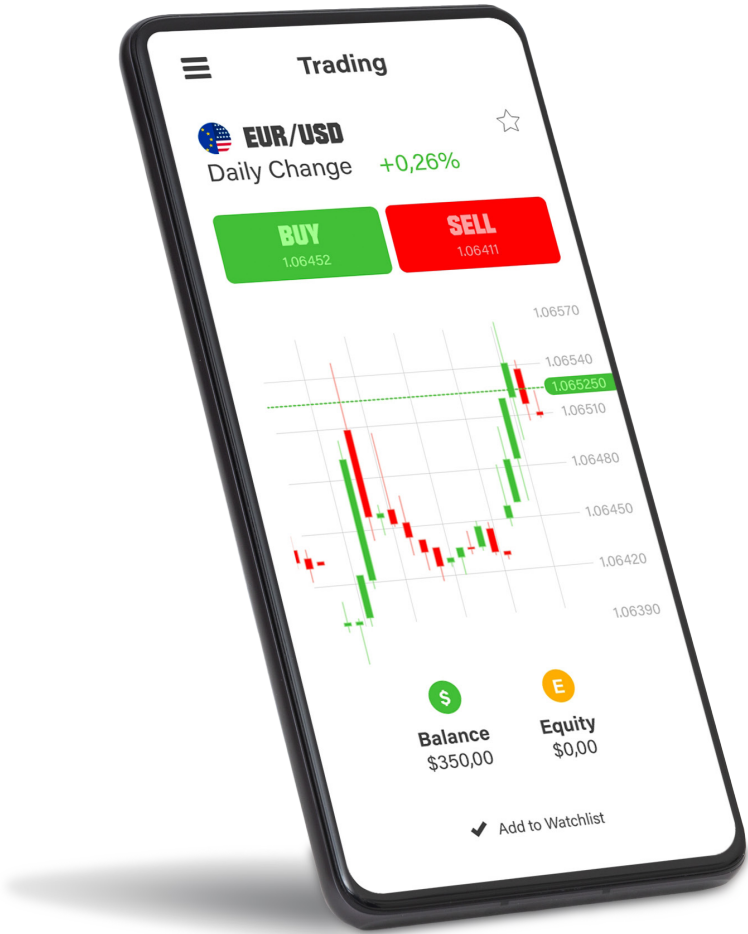 Trading
EUR/USD
Daily Change +0,26%
BUY
1.06452
SELL
1.06411
1.06570
1.06540
1.065250
1.06510
1.06480
1.06450
1.06420
1.06390
$
E
Balance
$350,00
Equity
$0,00
Add to Watchlist